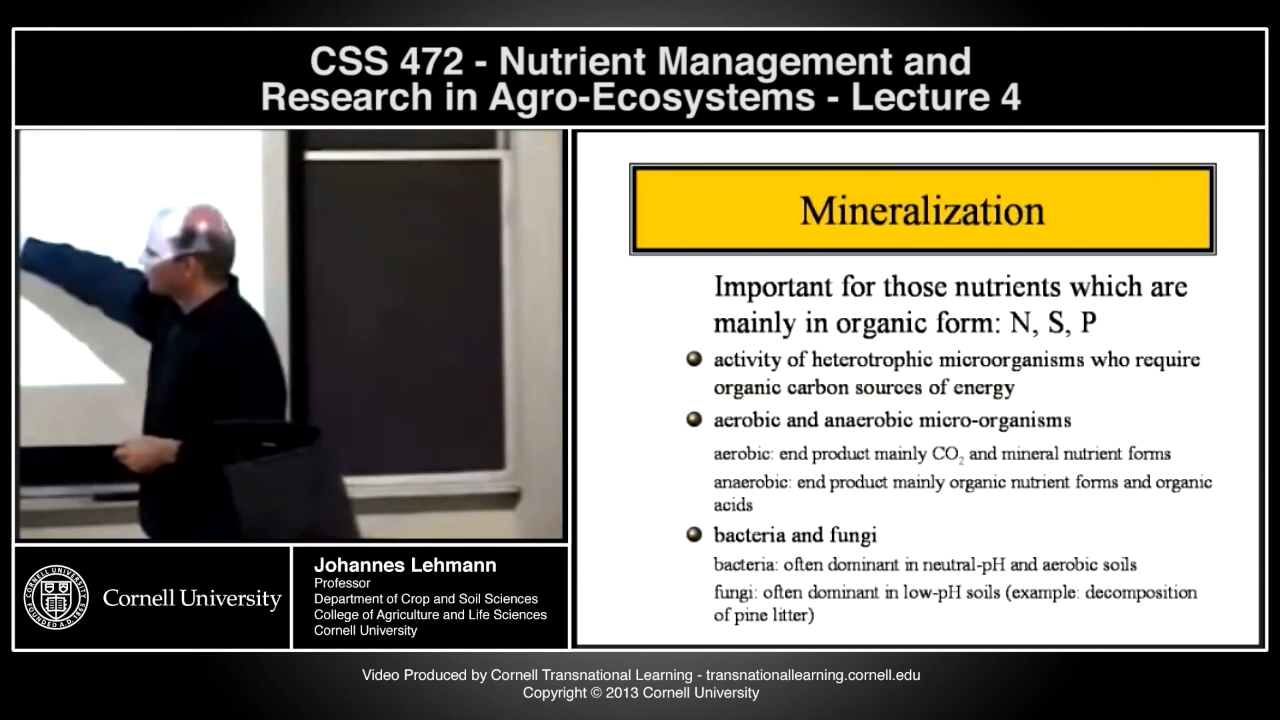 CSS 472 - Nutrient Management and
Research in Agro-Ecosystems - Lecture 4
Mineralization
Important for those nutrients which are
mainly in organic form: N, S, P
activity of heterotrophic microorganisms who require
organic carbon sources of energy
aerobic and anaerobic micro-organisms
aerobic: end product mainly CO₂ and mineral nutrient forms
anaerobic: end product mainly organic nutrient forms and organic
acids
bacteria and fungi
bacteria: often dominant in neutral-pH and aerobic soils
fungi: often dominant in low-pH soils (example: decomposition
of pine litter)
Cornell University
Johannes Lehmann
Professor
Department of Crop and Soil Sciences
College of Agriculture and Life Sciences
Cornell University
Video Produced by Cornell Transnational Learning - transnationallearning.cornell.edu
Copyright © 2013 Cornell University